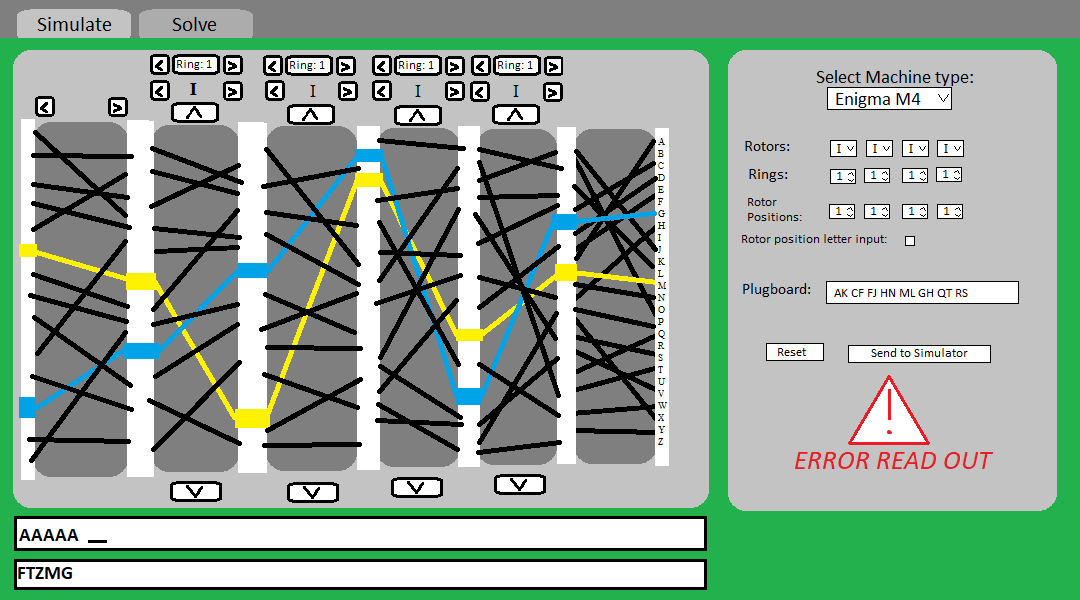 Simulate Solve
< Ring: 1 > < Ring: 1 > < Ring: 1 > < Ring: 1 >
< I > < I > < I > < I >
< >
A
B
C
D
E
F
G
H
I
J
K
L
M
N
O
P
Q
R
S
T
U
V
W
X
Y
Z
AAAAA _
FTZMG
Select Machine type:
Enigma M4
Rotors: I I I I
Rings: 1 1 1 1
Rotor
Positions: 1 1 1 1
Rotor position letter input:
Plugboard: AK CF FJ HN ML GH QT RS
Reset Send to Simulator
!
ERROR READ OUT